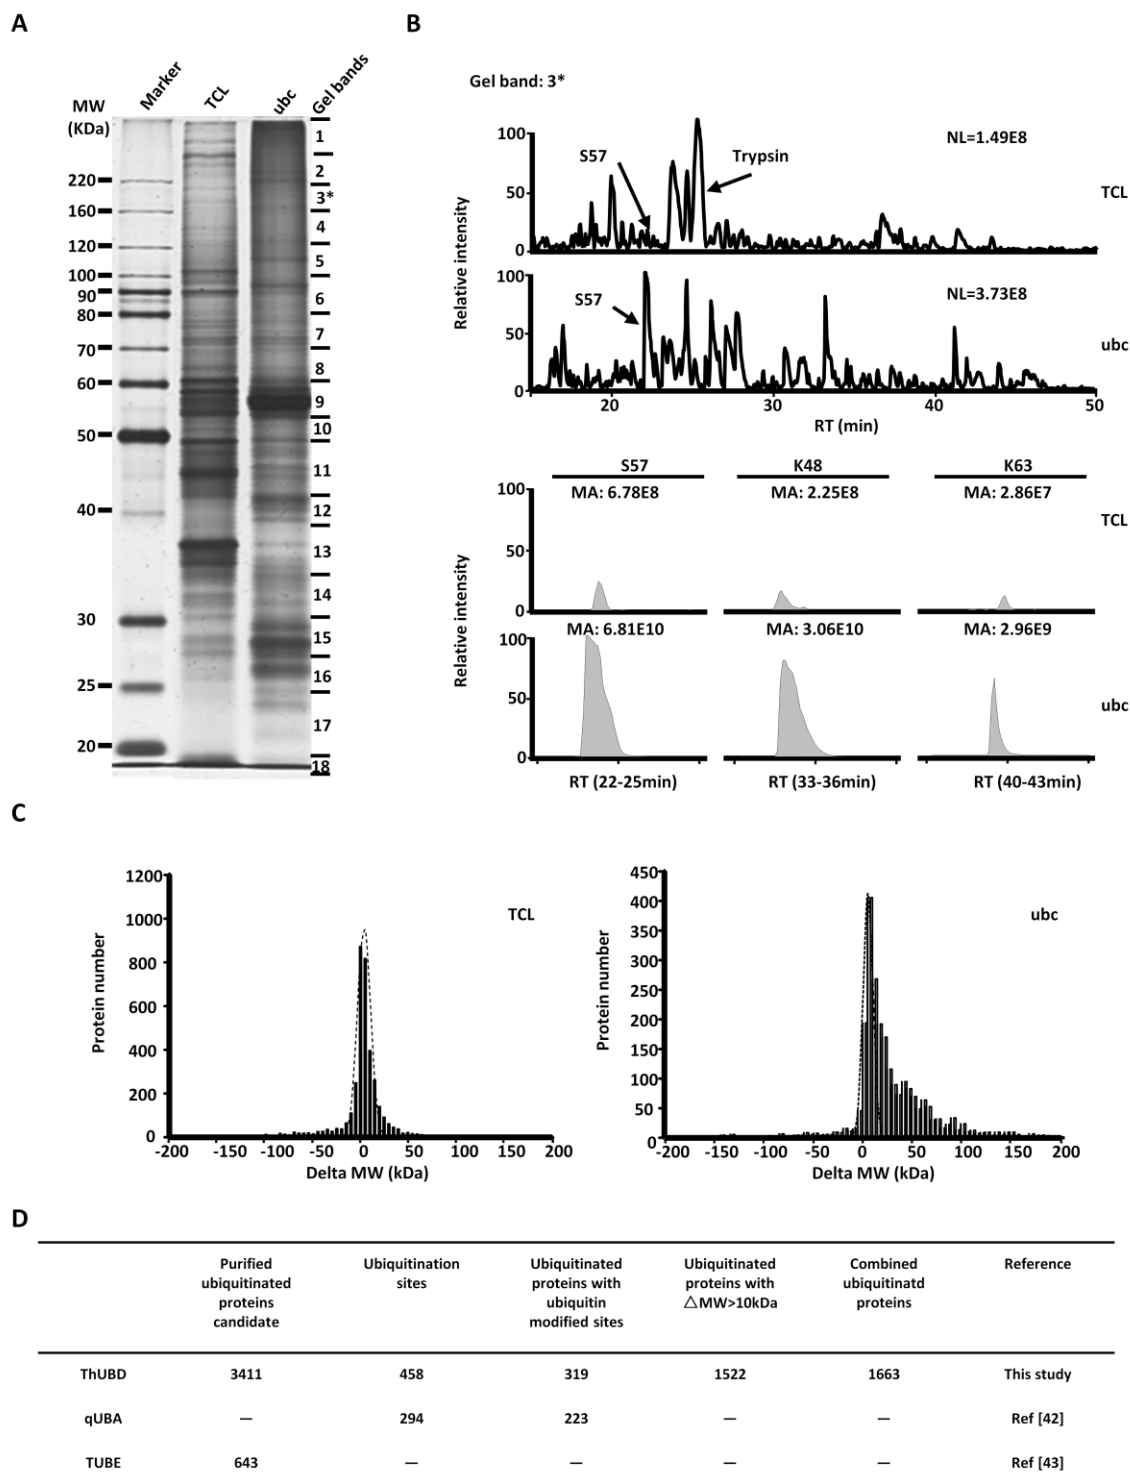 A
MW
(KDa)
Marker
TCL
ubc
Gel bands
220
160
120
100
90
80
70
60
50
40
30
25
20
1
2
3*
4
5
6
7
8
9
10
11
12
13
14
15
16
17
18
B
Gel band: 3*
Relative intensity
100
50
0
S57
Trypsin
NL=1.49E8
TCL
100
50
0
S57
NL=3.73E8
ubc
20 30 40 50
RT (min)
S57 K48 K63
Relative intensity
100
50
0
MA: 6.78E8 MA: 2.25E8 MA: 2.86E7
TCL
100
50
0
MA: 6.81E10 MA: 3.06E10 MA: 2.96E9
ubc
RT (22-25min) RT (33-36min) RT (40-43min)
C
Protein number
1200
1000
800
600
400
200
0
TCL
-200 -150 -100 -50 0 50 100 150 200
Delta MW (kDa)
Protein number
450
400
350
300
250
200
150
100
50
0
ubc
-200 -150 -100 -50 0 50 100 150 200
Delta MW (kDa)
D
Purified
ubiquitinated
proteins
candidate
Ubiquitination
sites
Ubiquitinated
proteins with
ubiquitin
modified sites
Ubiquitinated
proteins with
△MW>10kDa
Combined
ubiquitinatd
proteins
Reference
ThUBD 3411 458 319 1522 1663 This study
qUBA — 294 223 — — Ref [42]
TUBE 643 — — — — Ref [43]